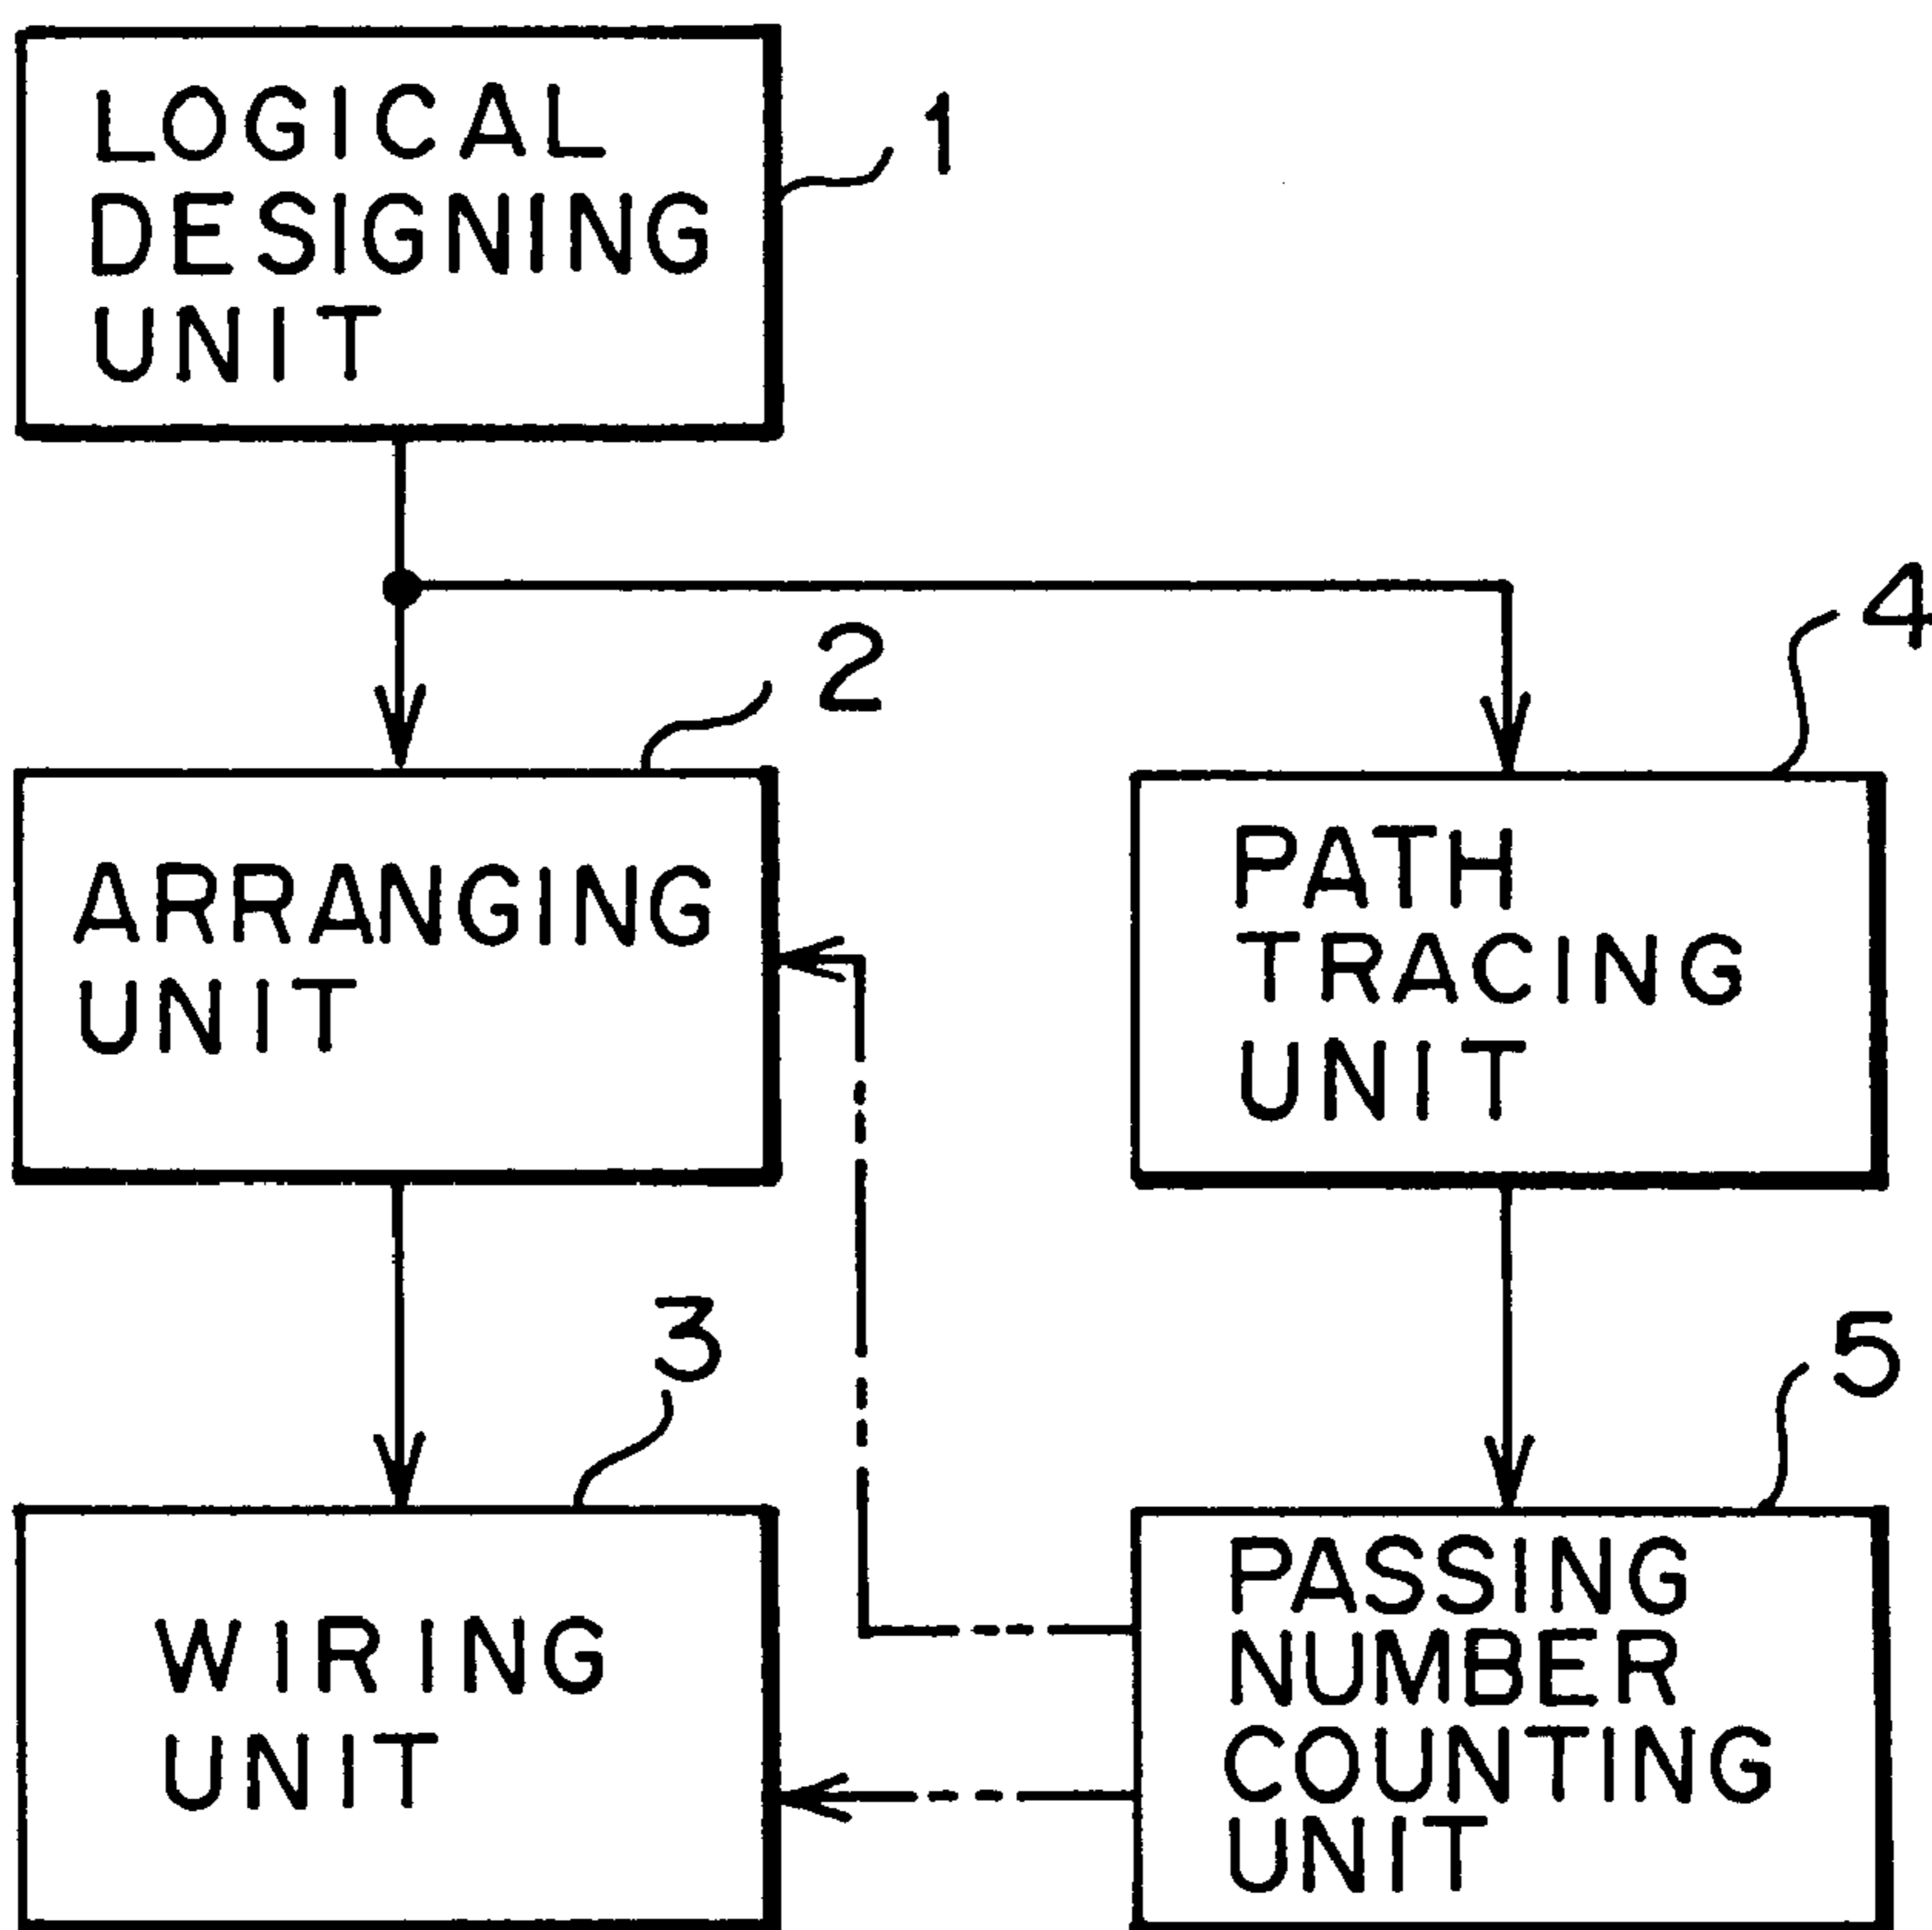 LOGICAL
DESIGNING
UNIT
1
2
4
ARRANGING
UNIT
PATH
TRACING
UNIT
3
5
WIRING
UNIT
PASSING
NUMBER
COUNTING
UNIT